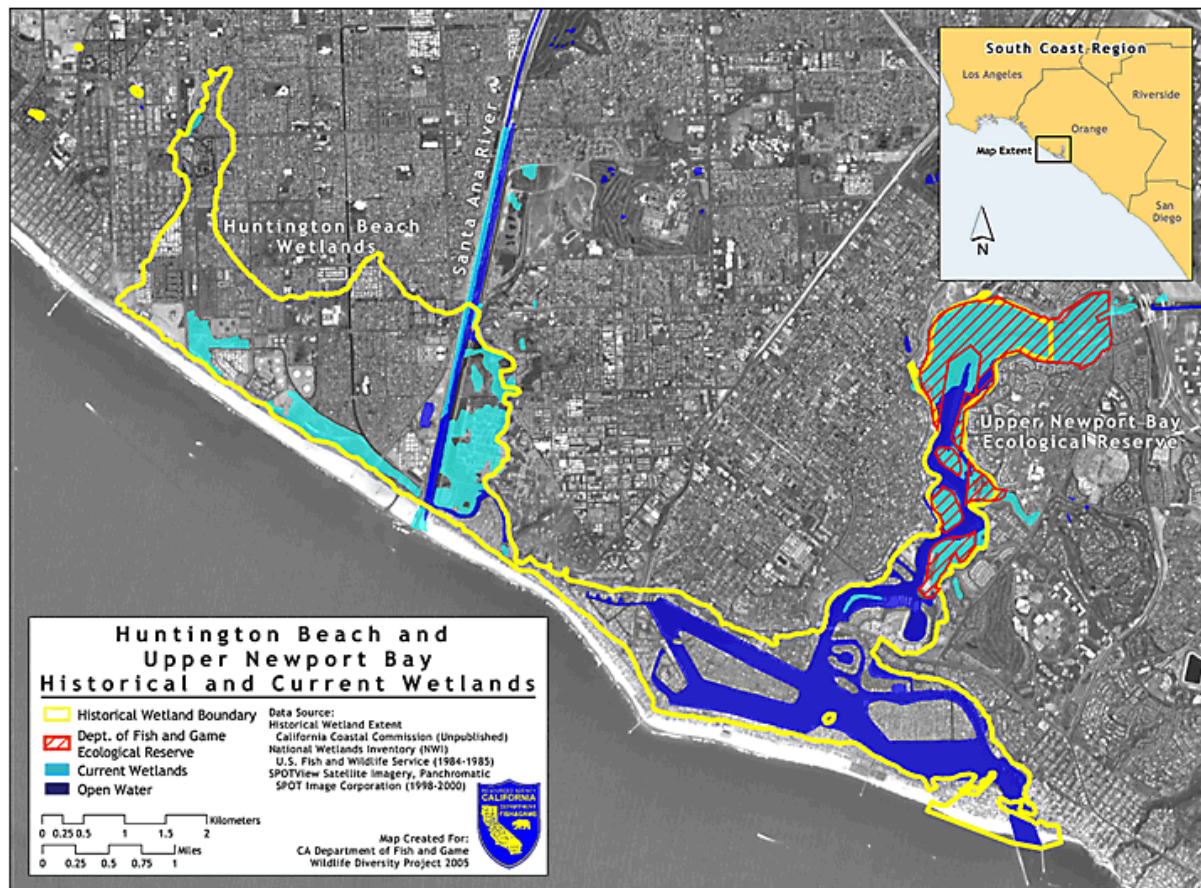 South Coast Region
Los Angeles
Riverside
Orange
Map Extent
San
Diego
N
Santa Ana River
Huntington Beach
Wetlands
Upper Newport Bay
Ecological Reserve
Huntington Beach and
Upper Newport Bay
Historical and Current Wetlands
Historical Wetland Boundary
Dept. of Fish and Game
Ecological Reserve
Current Wetlands
Open Water
Data Source:
Historical Wetland Extent
California Coastal Commission (Unpublished)
National Wetlands Inventory (NWI)
U.S. Fish and Wildlife Service (1984-1985)
SPOTView Satellite Imagery, Panchromatic
SPOT Image Corporation (1998-2000)
0 0.25 0.5 1 1.5 2 Kilometers
0 0.25 0.5 0.75 1 Miles
Map Created For:
CA Department of Fish and Game
Wildlife Diversity Project 2005
CALIFORNIA
DEPARTMENT
FISH&GAME